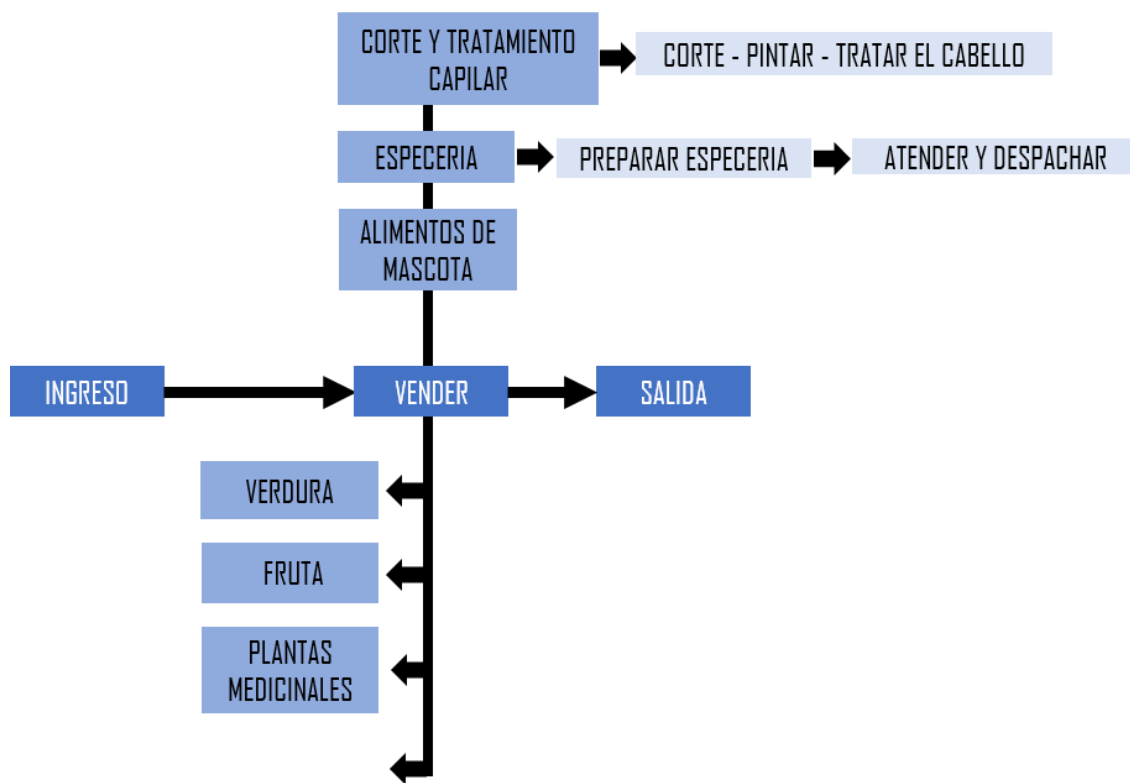 CORTE Y TRATAMIENTO
CAPILAR
CORTE - PINTAR - TRATAR EL CABELLO
ESPECERIA
PREPARAR ESPECERIA
ATENDER Y DESPACHAR
ALIMENTOS DE
MASCOTA
INGRESO
VENDER
SALIDA
VERDURA
FRUTA
PLANTAS
MEDICINALES